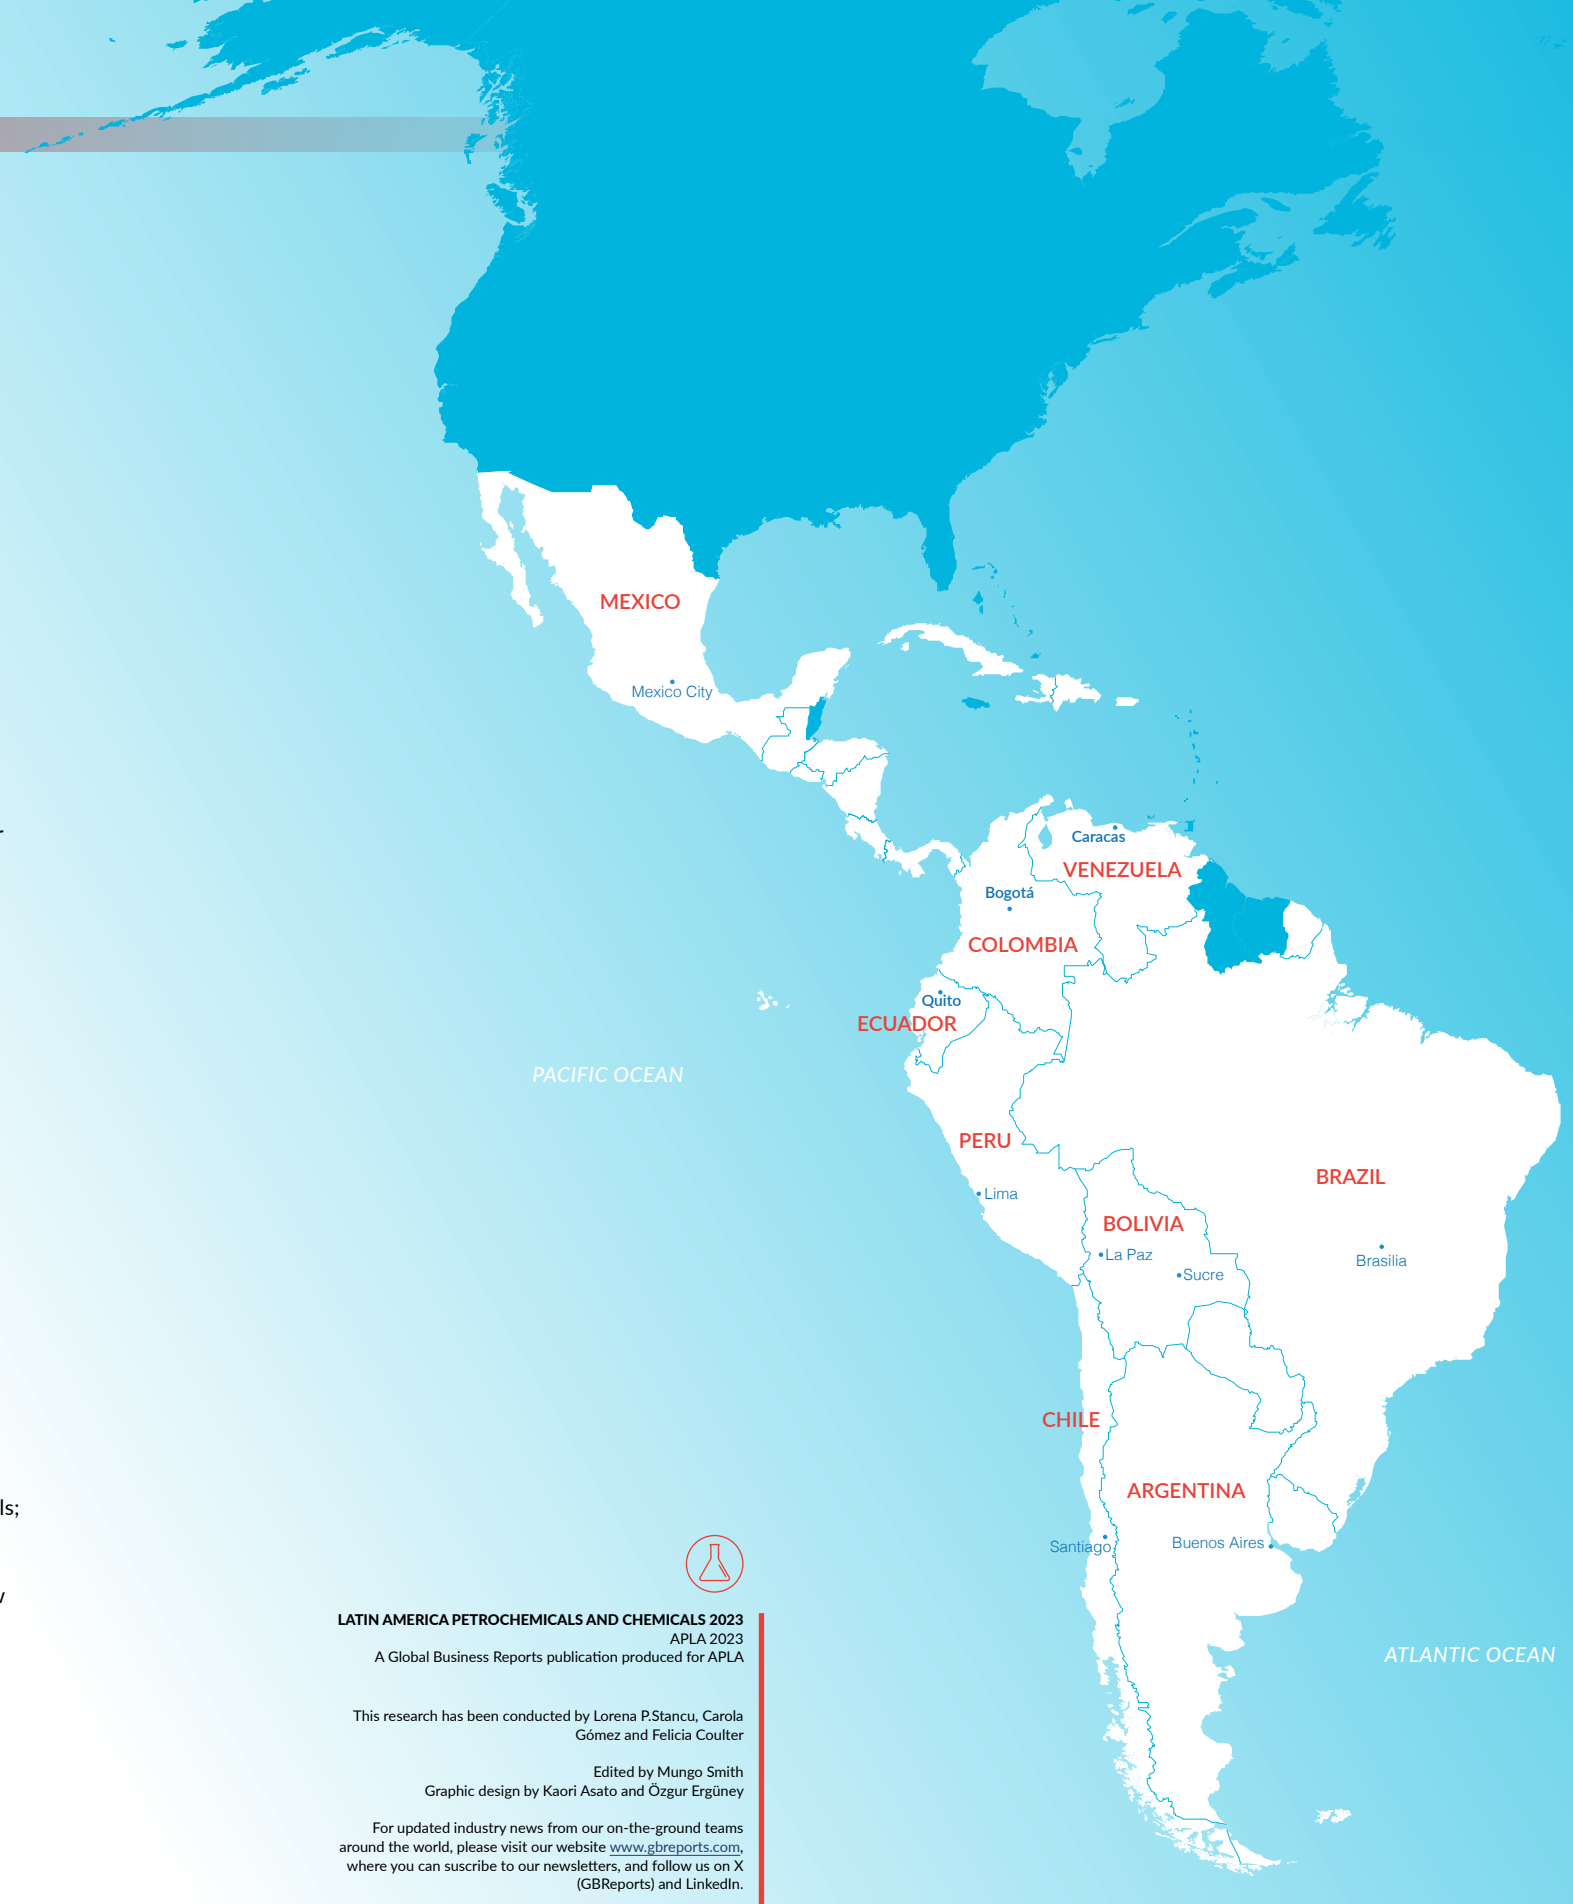 MEXICO
Mexico City
Caracas
VENEZUELA
Bogotá
COLOMBIA
Quito
ECUADOR
PACIFIC OCEAN
PERU
BRAZIL
Lima
BOLIVIA
La Paz
Brasilia
Sucre
CHILE
ARGENTINA
ls;
Santiago
Buenos Aires
LATIN AMERICA PETROCHEMICALS AND CHEMICALS 2023
APLA 2023
A Global Business Reports publication produced for APLA
ATLANTIC OCEAN
This research has been conducted by Lorena P.Stancu, Carola
Gómez and Felicia Coulter
Edited by Mungo Smith
Graphic design by Kaori Asato and Özgur Ergüney
For updated industry news from our on-the-ground teams
around the world, please visit our website www.gbreports.com,
where you can suscribe to our newsletters, and follow us on X
(GBReports) and LinkedIn.